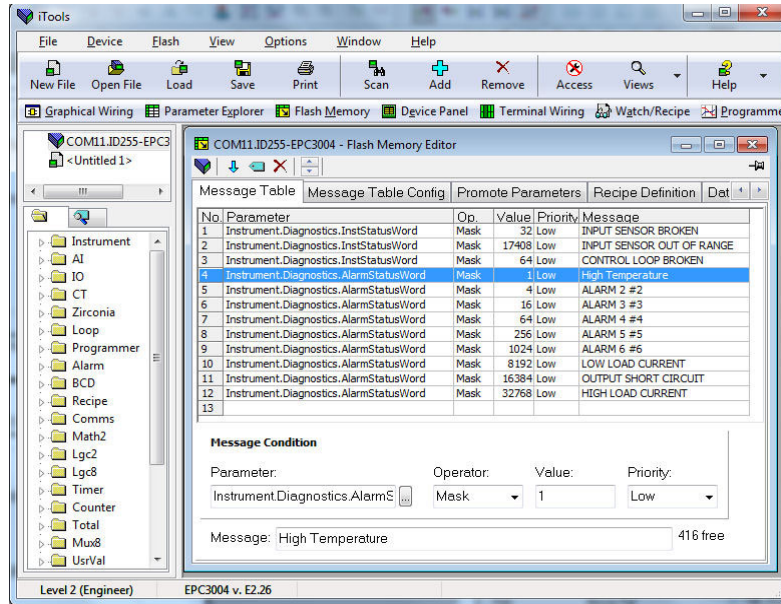 iTools
File Device Flash View Options Window Help
New File Open File Load Save Print Scan Add Remove Access Views Help
Graphical Wiring Parameter Explorer Flash Memory Device Panel Terminal Wiring Watch/Recipe Programme
COM11.ID255-EPC3
<Untitled 1>
COM11.ID255-EPC3004 - Flash Memory Editor
Message Table Message Table Config Promote Parameters Recipe Definition Dat
No. Parameter Op. Value Priority Message
1 Instrument.Diagnostics.InstStatusWord Mask 32 Low INPUT SENSOR BROKEN
2 Instrument.Diagnostics.InstStatusWord Mask 17408 Low INPUT SENSOR OUT OF RANGE
3 Instrument.Diagnostics.InstStatusWord Mask 64 Low CONTROL LOOP BROKEN
4 Instrument.Diagnostics.AlarmStatusWord Mask 1 Low High Temperature
5 Instrument.Diagnostics.AlarmStatusWord Mask 4 Low ALARM 2 #2
6 Instrument.Diagnostics.AlarmStatusWord Mask 16 Low ALARM 3 #3
7 Instrument.Diagnostics.AlarmStatusWord Mask 64 Low ALARM 4 #4
8 Instrument.Diagnostics.AlarmStatusWord Mask 256 Low ALARM 5 #5
9 Instrument.Diagnostics.AlarmStatusWord Mask 1024 Low ALARM 6 #6
10 Instrument.Diagnostics.AlarmStatusWord Mask 8192 Low LOW LOAD CURRENT
11 Instrument.Diagnostics.AlarmStatusWord Mask 16384 Low OUTPUT SHORT CIRCUIT
12 Instrument.Diagnostics.AlarmStatusWord Mask 32768 Low HIGH LOAD CURRENT
13
Instrument
AI
IO
CT
Zirconia
Loop
Programmer
Alarm
BCD
Recipe
Comms
Math2
Lgc2
Lgc8
Timer
Counter
Total
Mux8
UsrVal
Message Condition
Parameter: Operator: Value: Priority:
Instrument.Diagnostics.AlarmS ... Mask 1 Low
Message: High Temperature 416 free
Level 2 (Engineer) EPC3004 v. E2.26